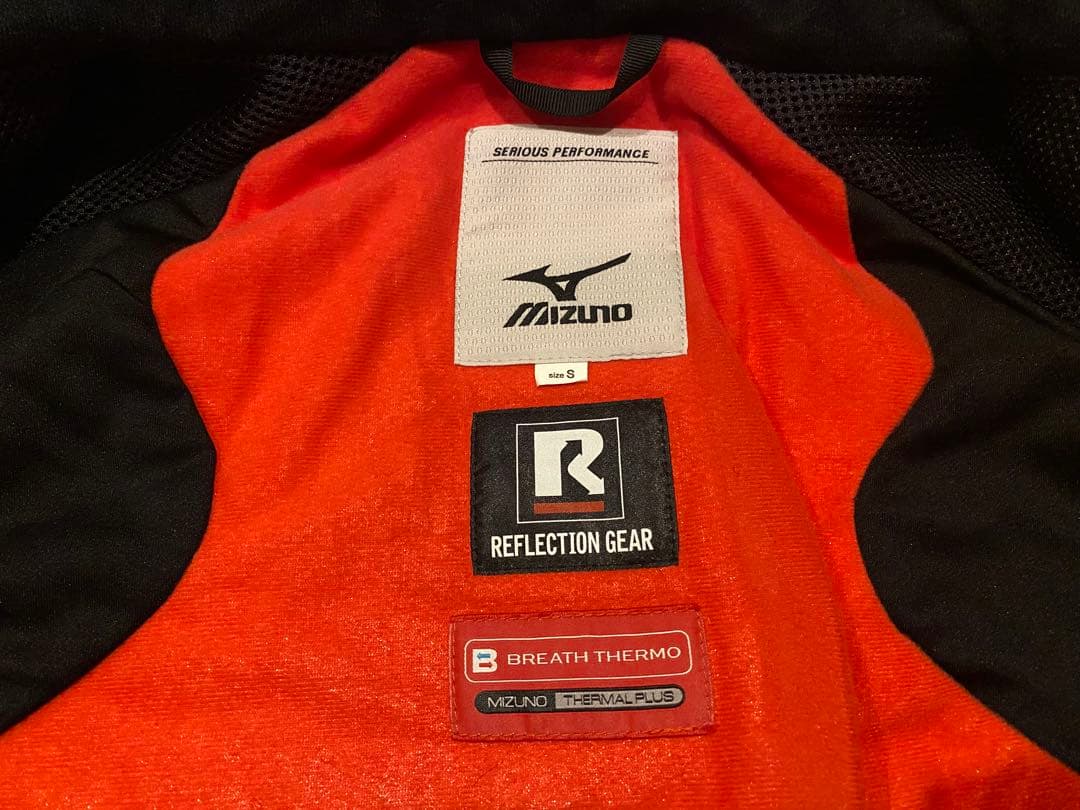 SERIOUS PERFORMANCE
MIZUNO
size S
R
REFLECTION GEAR
B BREATH THERMO
MIZUNO THERMAL PLUS